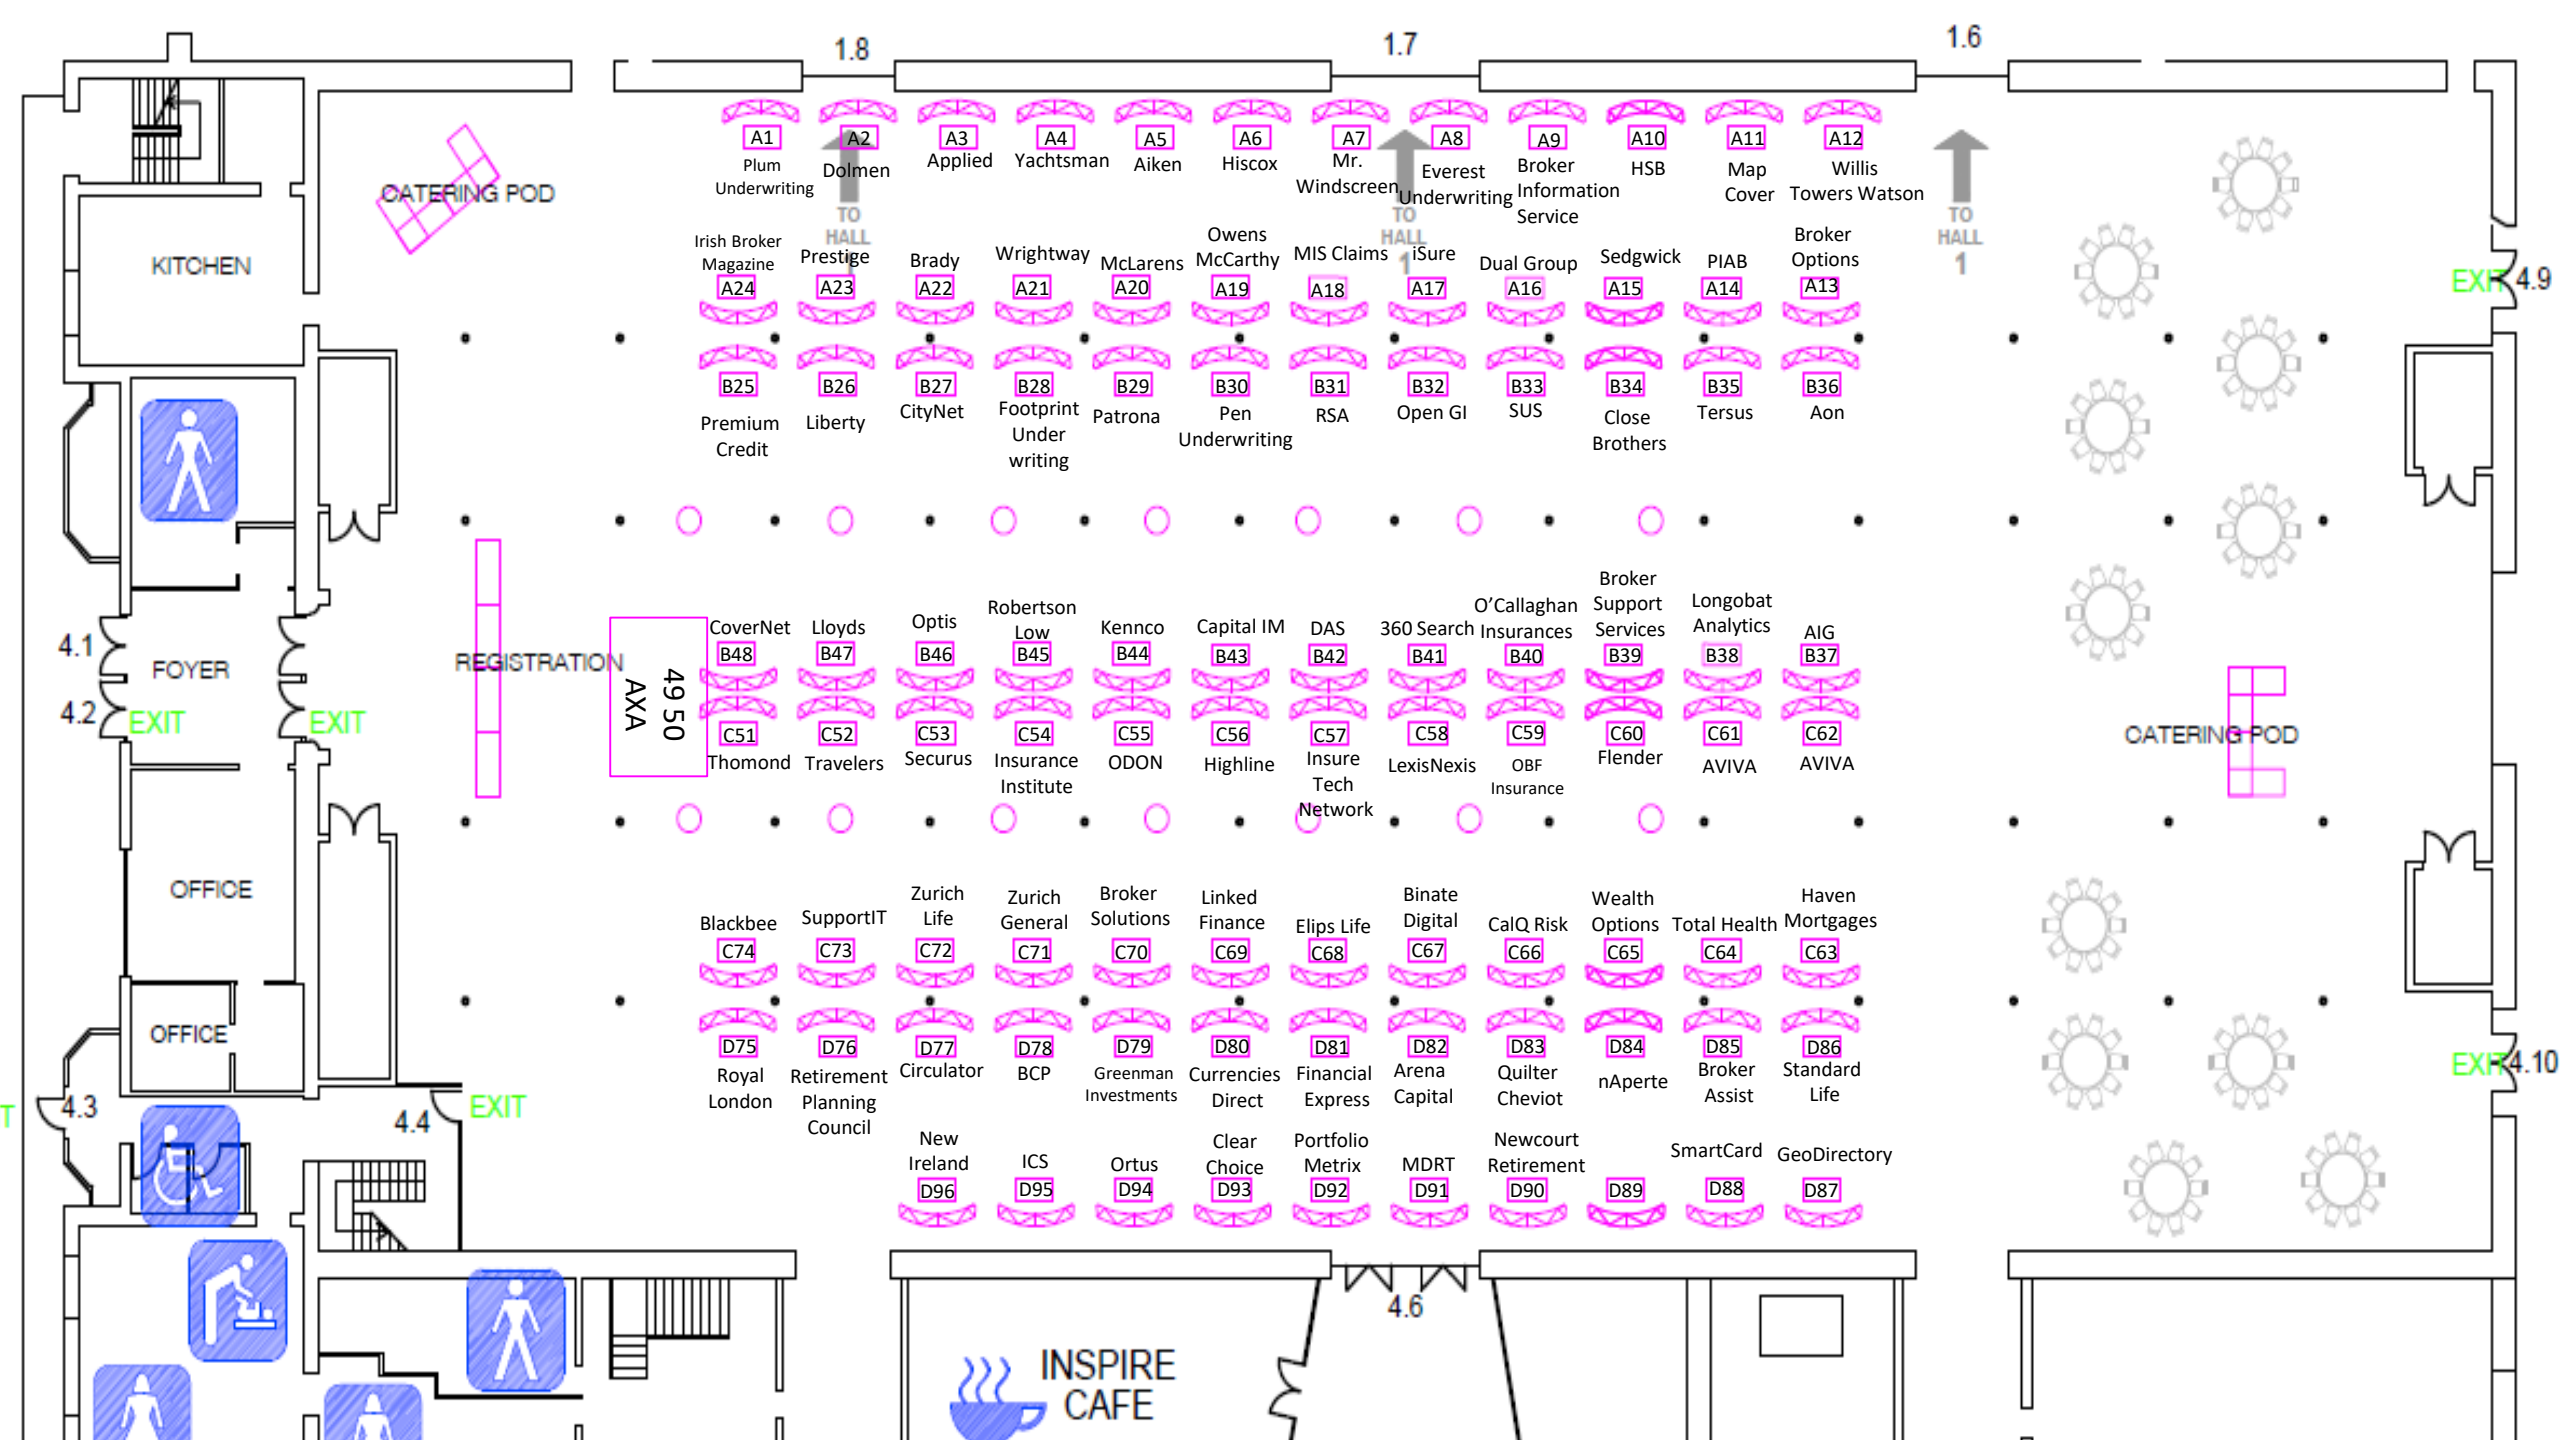 1.8
1.7
1.6
A1
A2
A3
A4
A5
A6
A7
A8
A9
A10
A11
A12
Plum
Underwriting
Dolmen
Applied
Yachtsman
Aiken
Hiscox
Mr.
Windscreen
Everest
Underwriting
Broker
Information
Service
HSB
Map
Cover
Willis
Towers Watson
CATERING POD
TO
HALL
1
TO
HALL
1
TO
HALL
1
KITCHEN
Irish Broker
Magazine
Prestige
Brady
Wrightway
McLarens
Owens
McCarthy
MIS Claims
iSure
Dual Group
Sedgwick
PIAB
Broker
Options
A24
A23
A22
A21
A20
A19
A18
A17
A16
A15
A14
A13
EXIT
4.9
B25
B26
B27
B28
B29
B30
B31
B32
B33
B34
B35
B36
Premium
Credit
Liberty
CityNet
Footprint
Under
writing
Patrona
Pen
Underwriting
RSA
Open GI
SUS
Close
Brothers
Tersus
Aon
CoverNet
Lloyds
Optis
Robertson
Low
Kennco
Capital IM
DAS
360 Search
O’Callaghan
Insurances
Broker
Support
Services
Longobat
Analytics
AIG
B48
B47
B46
B45
B44
B43
B42
B41
B40
B39
B38
B37
4.1
FOYER
REGISTRATION
49 50
AXA
4.2
EXIT
EXIT
C51
C52
C53
C54
C55
C56
C57
C58
C59
C60
C61
C62
Thomond
Travelers
Securus
Insurance
Institute
ODON
Highline
Insure
Tech
Network
LexisNexis
OBF
Insurance
Flender
AVIVA
AVIVA
CATERING POD
OFFICE
Blackbee
SupportIT
Zurich
Life
Zurich
General
Broker
Solutions
Linked
Finance
Elips Life
Binate
Digital
CalQ Risk
Wealth
Options
Total Health
Haven
Mortgages
C74
C73
C72
C71
C70
C69
C68
C67
C66
C65
C64
C63
OFFICE
D75
D76
D77
D78
D79
D80
D81
D82
D83
D84
D85
D86
Royal
London
Retirement
Planning
Council
Circulator
BCP
Greenman
Investments
Currencies
Direct
Financial
Express
Arena
Capital
Quilter
Cheviot
nAperte
Broker
Assist
Standard
Life
EXIT
4.10
T
4.3
4.4
EXIT
New
Ireland
ICS
Ortus
Clear
Choice
Portfolio
Metrix
MDRT
Newcourt
Retirement
SmartCard
GeoDirectory
D96
D95
D94
D93
D92
D91
D90
D89
D88
D87
4.6
INSPIRE
CAFE